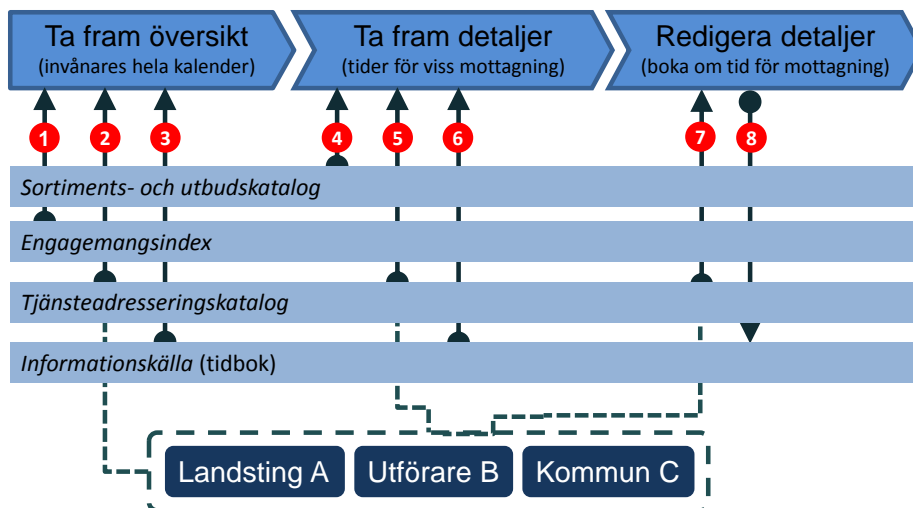 Ta fram översikt
(invånares hela kalender)
Ta fram detaljer
(tider för viss mottagning)
Redigera detaljer
(boka om tid för mottagning)
1
2
3
4
5
6
7
8
Sortiments- och utbudskatalog
Engagemangsindex
Tjänsteadresseringskatalog
Informationskälla (tidbok)
Landsting A
Utförare B
Kommun C